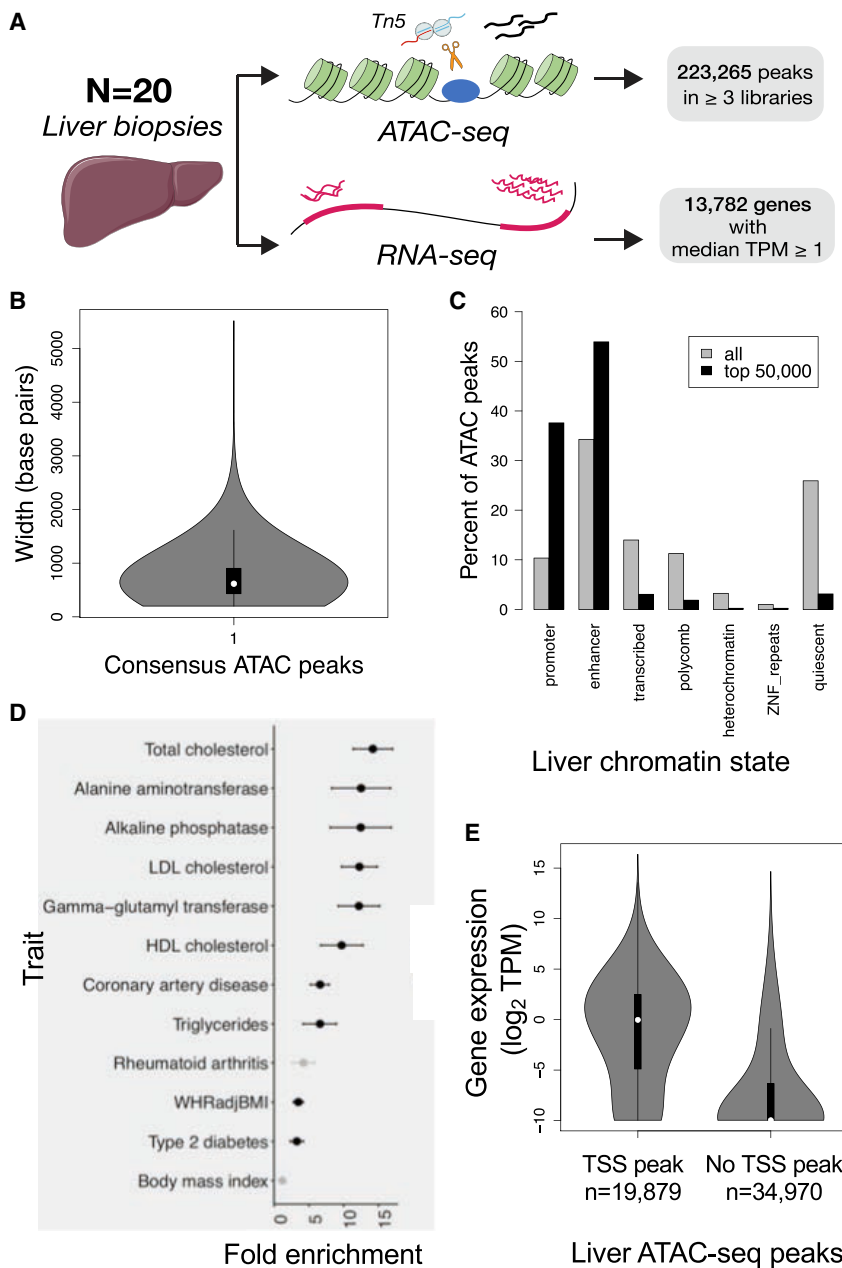 A
N=20
Liver biopsies
Tn5
ATAC-seq
223,265 peaks
in ≥ 3 libraries
RNA-seq
13,782 genes
with
median TPM ≥ 1
B
Width (base pairs)
0
1000
2000
3000
4000
5000
1
Consensus ATAC peaks
C
Percent of ATAC peaks
60
50
40
30
20
10
0
all
top 50,000
promoter
enhancer
transcribed
polycomb
heterochromatin
ZNF_repeats
quiescent
Liver chromatin state
D
Trait
Total cholesterol
Alanine aminotransferase
Alkaline phosphatase
LDL cholesterol
Gamma-glutamyl transferase
HDL cholesterol
Coronary artery disease
Triglycerides
Rheumatoid arthritis
WHRadjBMI
Type 2 diabetes
Body mass index
0
5
10
15
Fold enrichment
E
Gene expression
(log₂ TPM)
15
10
5
0
-5
-10
TSS peak
n=19,879
No TSS peak
n=34,970
Liver ATAC-seq peaks